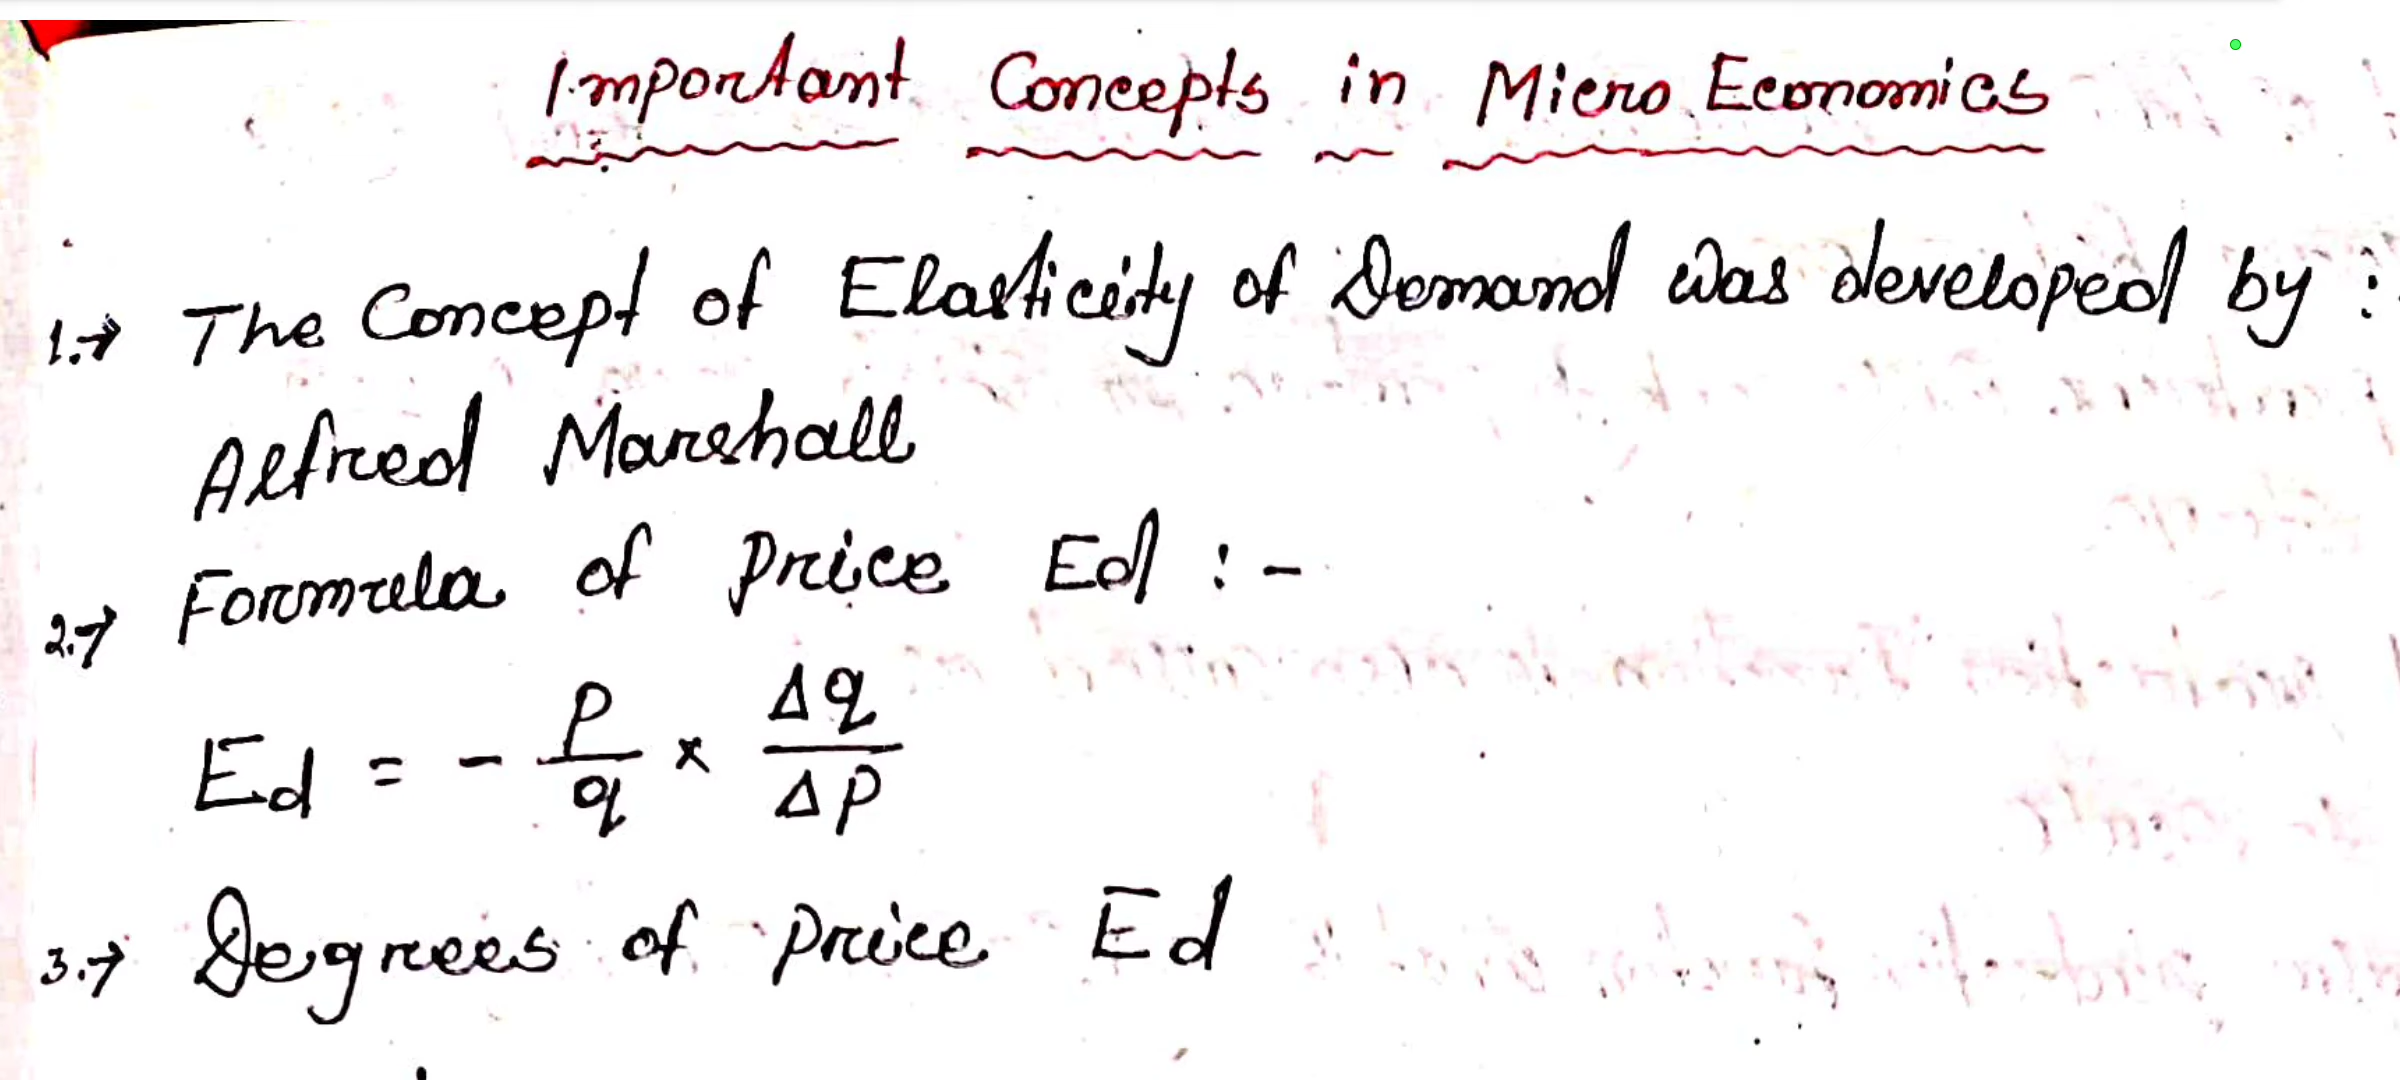 Important Concepts in Micro Economics
1.→ The Concept of Elasticity of Demand was developed by :
Alfred Marshall
2.→ Formula of price Ed :-
Ed = - P/q × Δq/ΔP
3.→ Degrees of price Ed